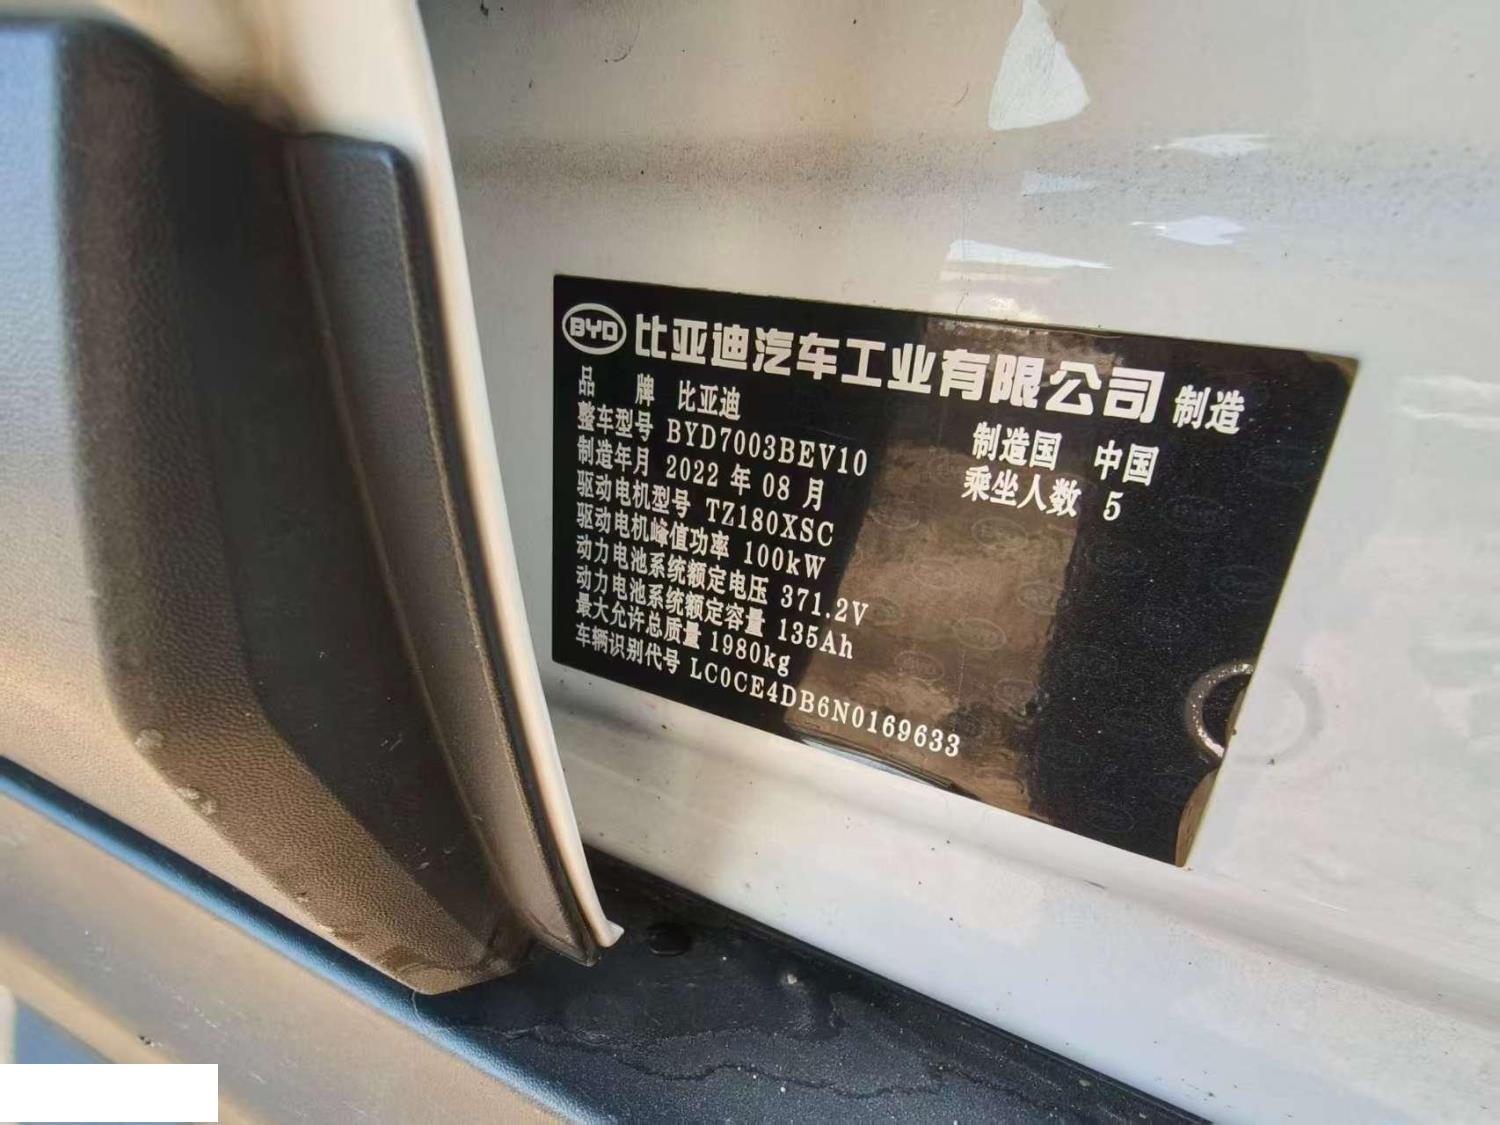 BYD 比亚迪汽车工业有限公司 制造
品 牌 比亚迪
整车型号 BYD7003BEV10 制造国 中国
制造年月 2022 年 08 月 乘坐人数 5
驱动电机型号 TZ180XSC
驱动电机峰值功率 100kW
动力电池系统额定电压 371.2V
动力电池系统额定容量 135Ah
最大允许总质量 1980kg
车辆识别代号 LC0CE4DB6N0169633